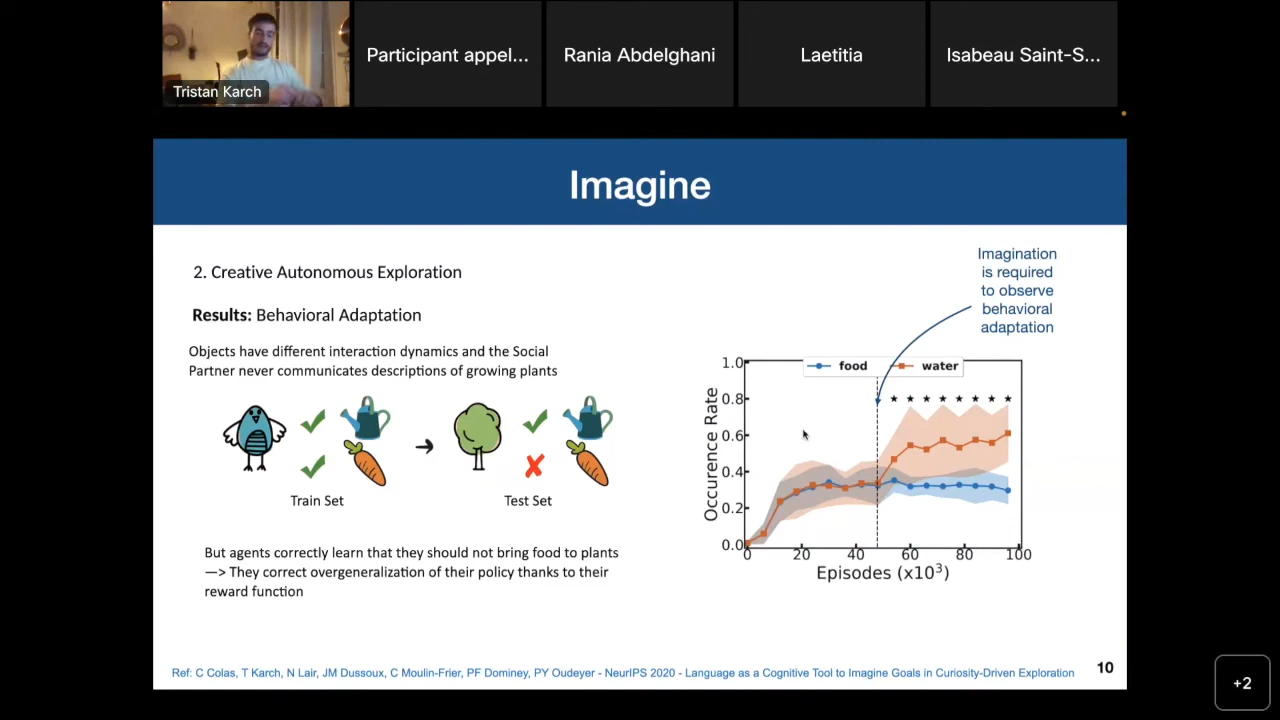 Tristan Karch
Participant appel...
Rania Abdelghani
Laetitia
Isabeau Saint-S...
Imagine
2. Creative Autonomous Exploration
Results: Behavioral Adaptation
Objects have different interaction dynamics and the Social
Partner never communicates descriptions of growing plants
Train Set
Test Set
But agents correctly learn that they should not bring food to plants
—> They correct overgeneralization of their policy thanks to their
reward function
Imagination
is required
to observe
behavioral
adaptation
food
water
Occurence Rate
1.0
0.8
0.6
0.4
0.2
0.0
0 20 40 60 80 100
Episodes (x10³)
Ref: C Colas, T Karch, N Lair, JM Dussoux, C Moulin-Frier, PF Dominey, PY Oudeyer - NeurIPS 2020 - Language as a Cognitive Tool to Imagine Goals in Curiosity-Driven Exploration
10
+2